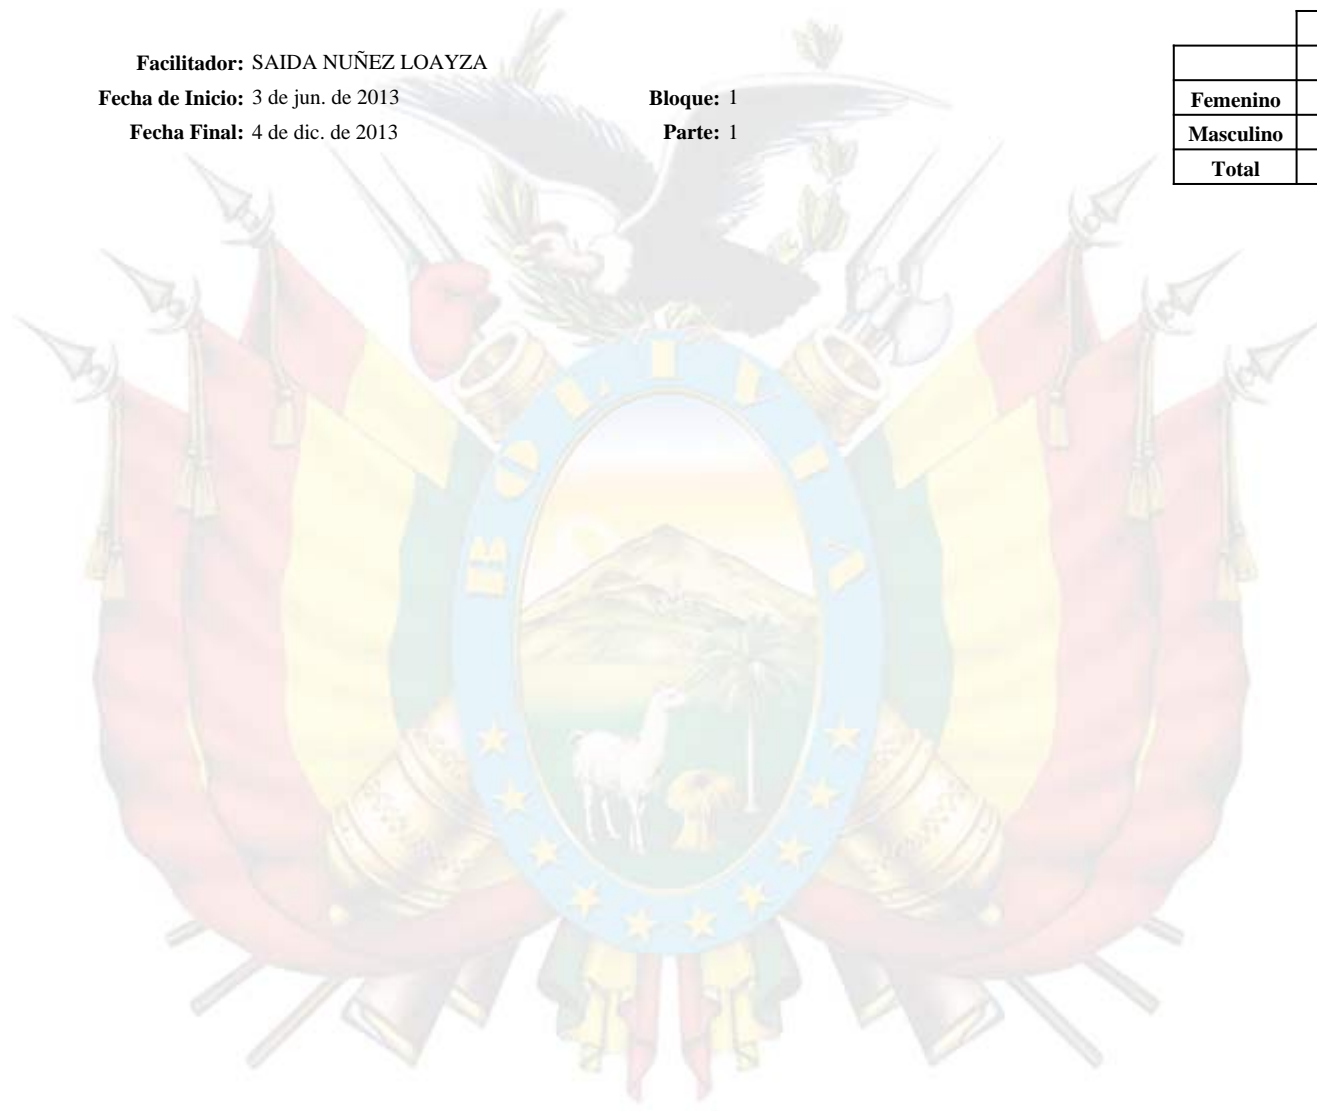 Facilitador: SAIDA NUÑEZ LOAYZA
Fecha de Inicio: 3 de jun. de 2013 Bloque: 1
Fecha Final: 4 de dic. de 2013 Parte: 1
Femenino
Masculino
Total
BOLIVIA